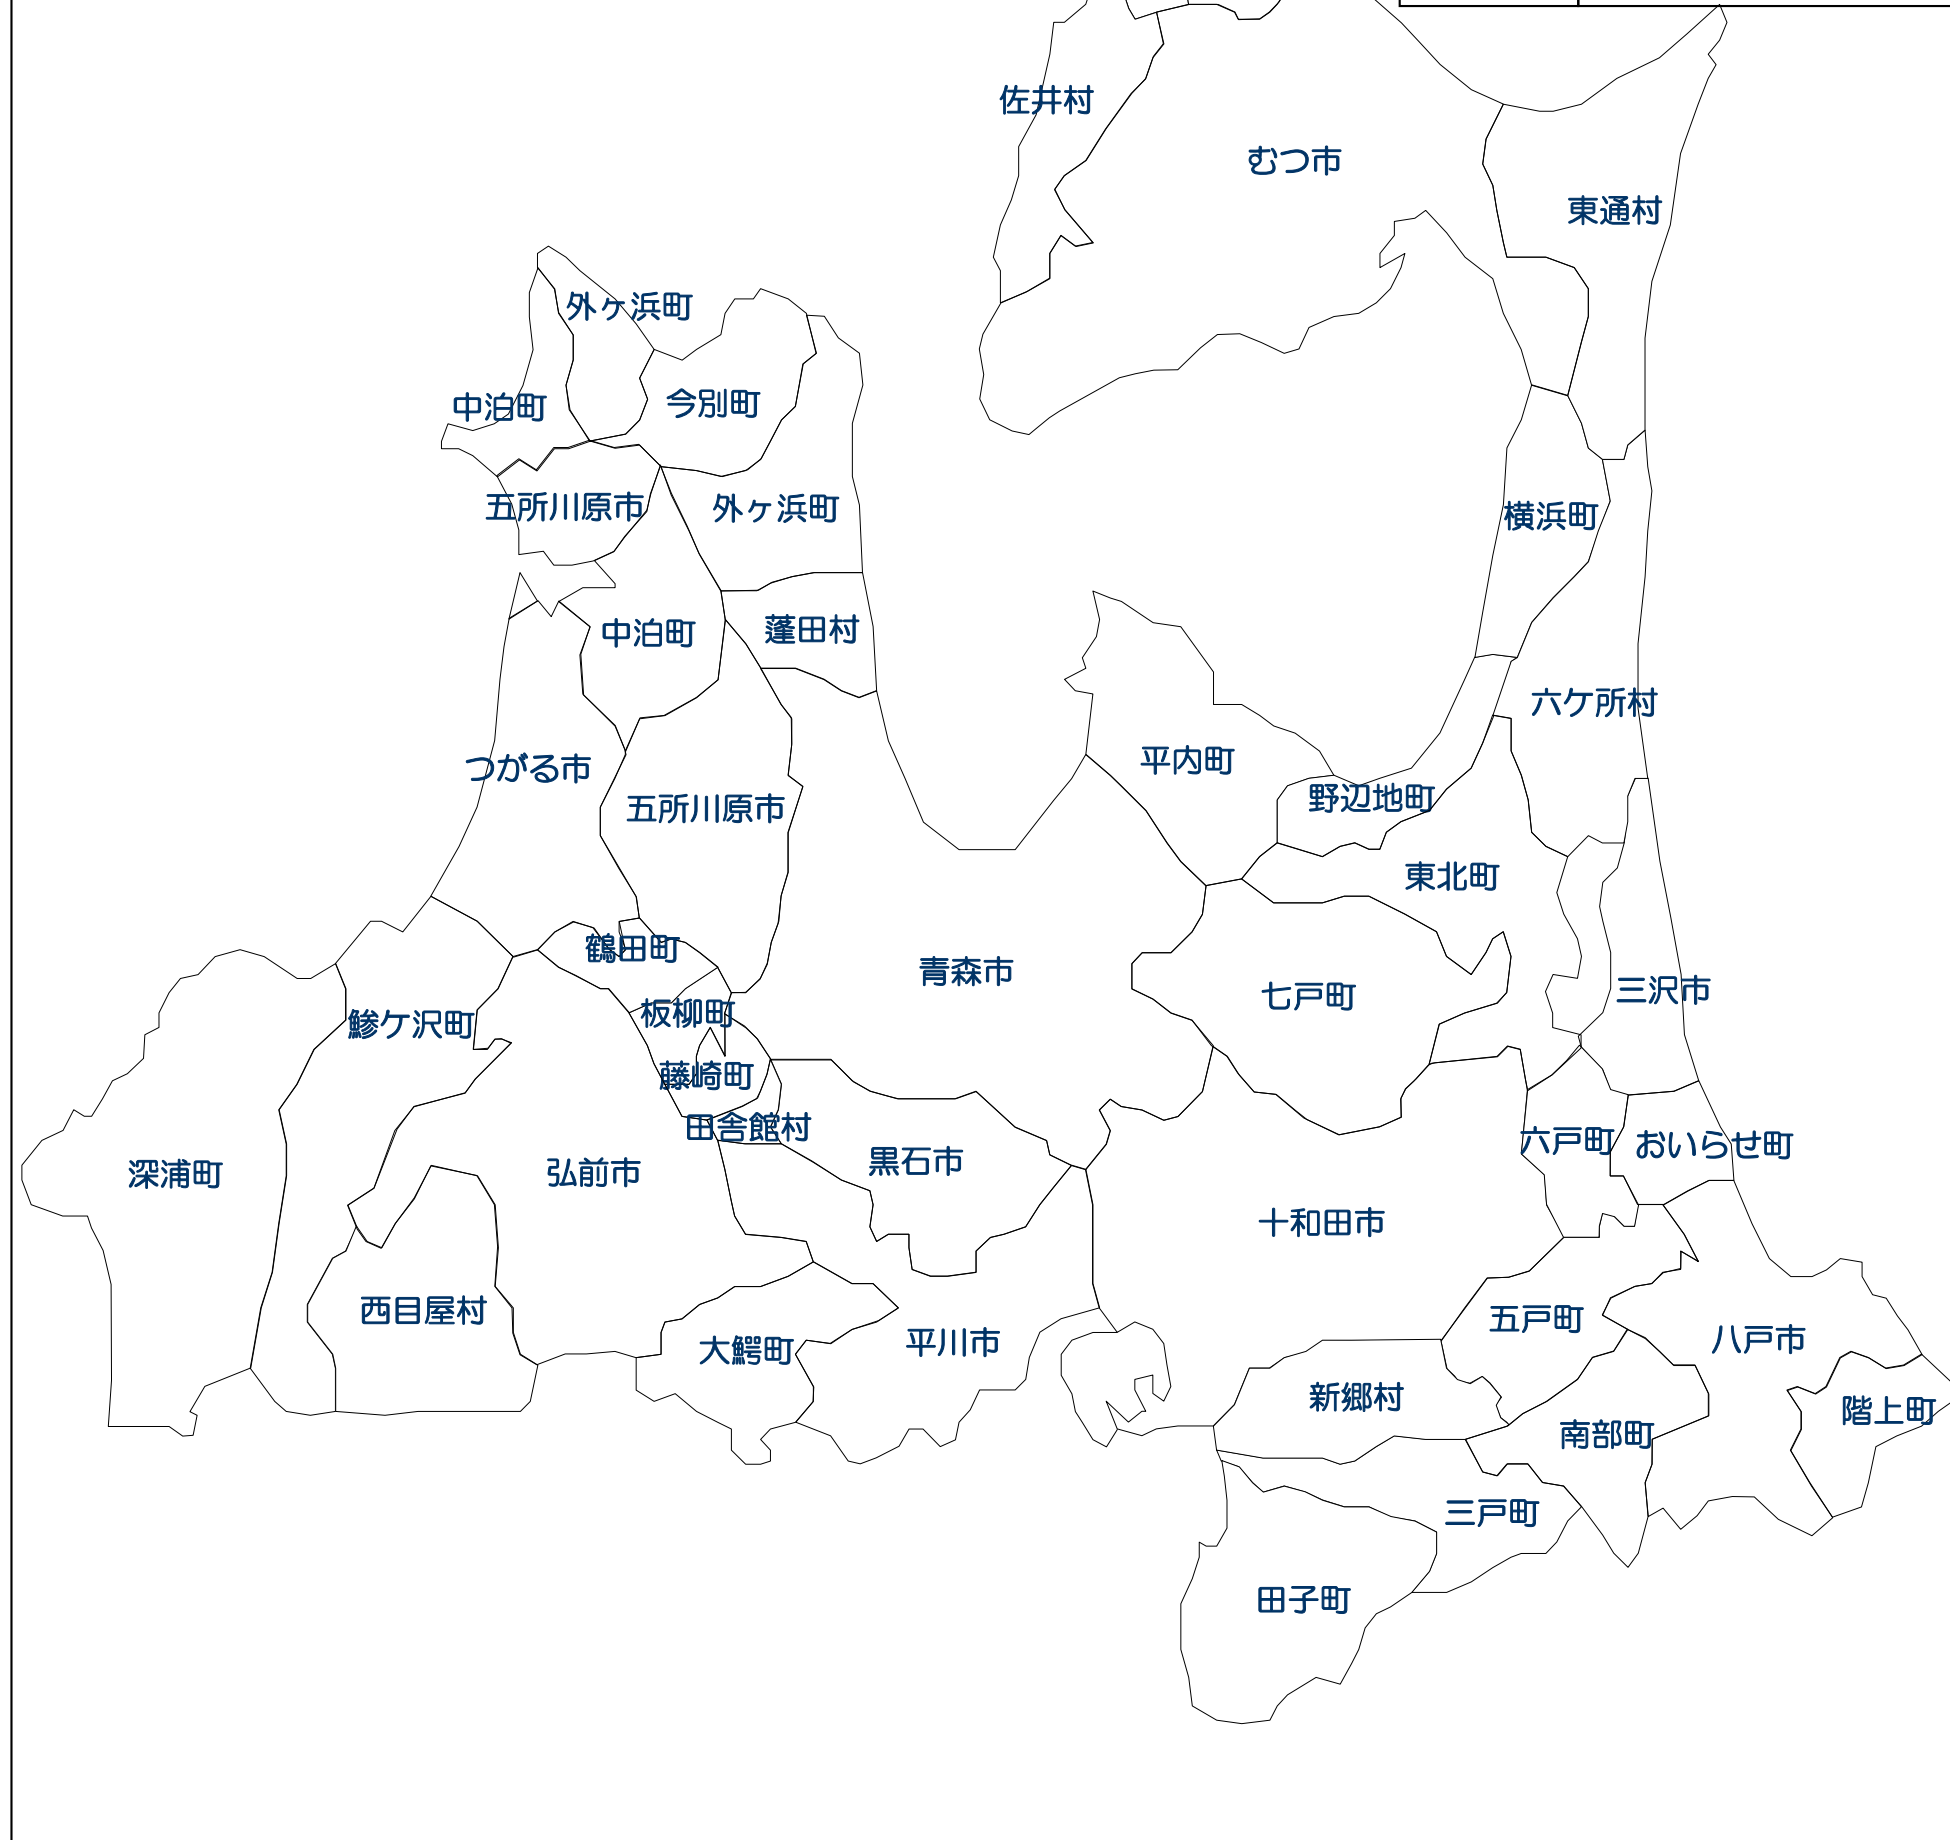 佐井村
むつ市
東通村
外ヶ浜町
今別町
中泊町
五所川原市
外ヶ浜町
横浜町
蓬田村
中泊町
六ケ所村
平内町
つがる市
野辺地町
五所川原市
東北町
鶴田町
青森市
三沢市
七戸町
板柳町
鯵ケ沢町
藤崎町
田舎館村
六戸町
おいらせ町
黒石市
深浦町
弘前市
十和田市
西目屋村
五戸町
八戸市
平川市
大鰐町
新郷村
階上町
南部町
三戸町
田子町